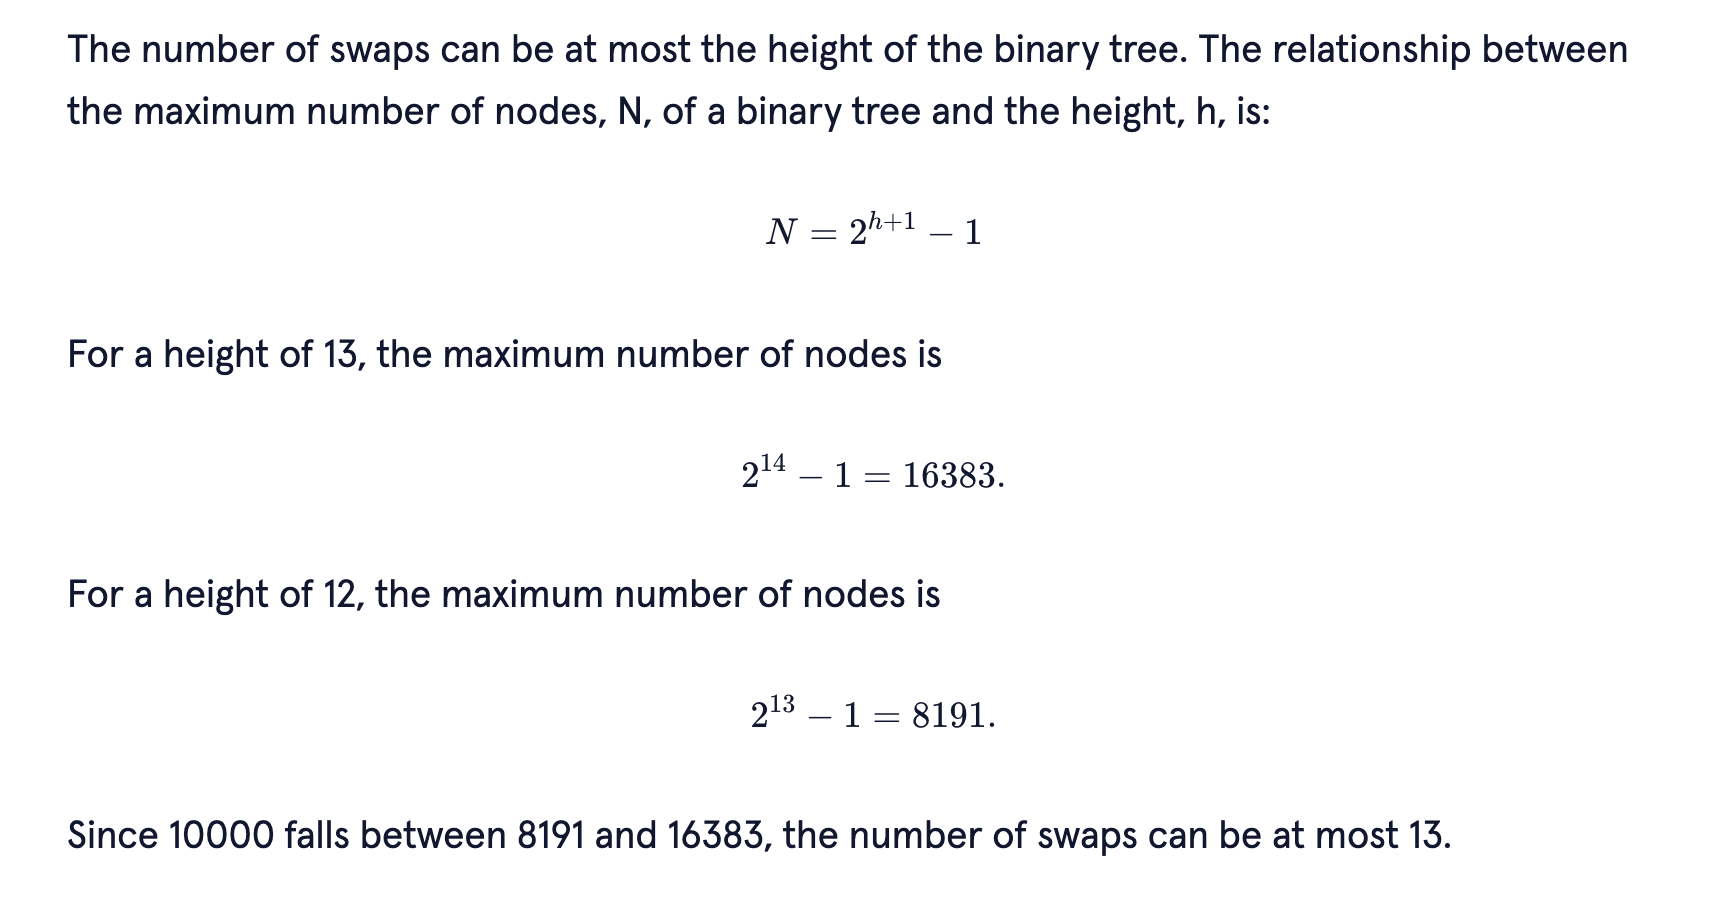 The number of swaps can be at most the height of the binary tree. The relationship between
the maximum number of nodes, N, of a binary tree and the height, h, is:
N = 2^{h+1} − 1
For a height of 13, the maximum number of nodes is
2^{14} − 1 = 16383.
For a height of 12, the maximum number of nodes is
2^{13} − 1 = 8191.
Since 10000 falls between 8191 and 16383, the number of swaps can be at most 13.